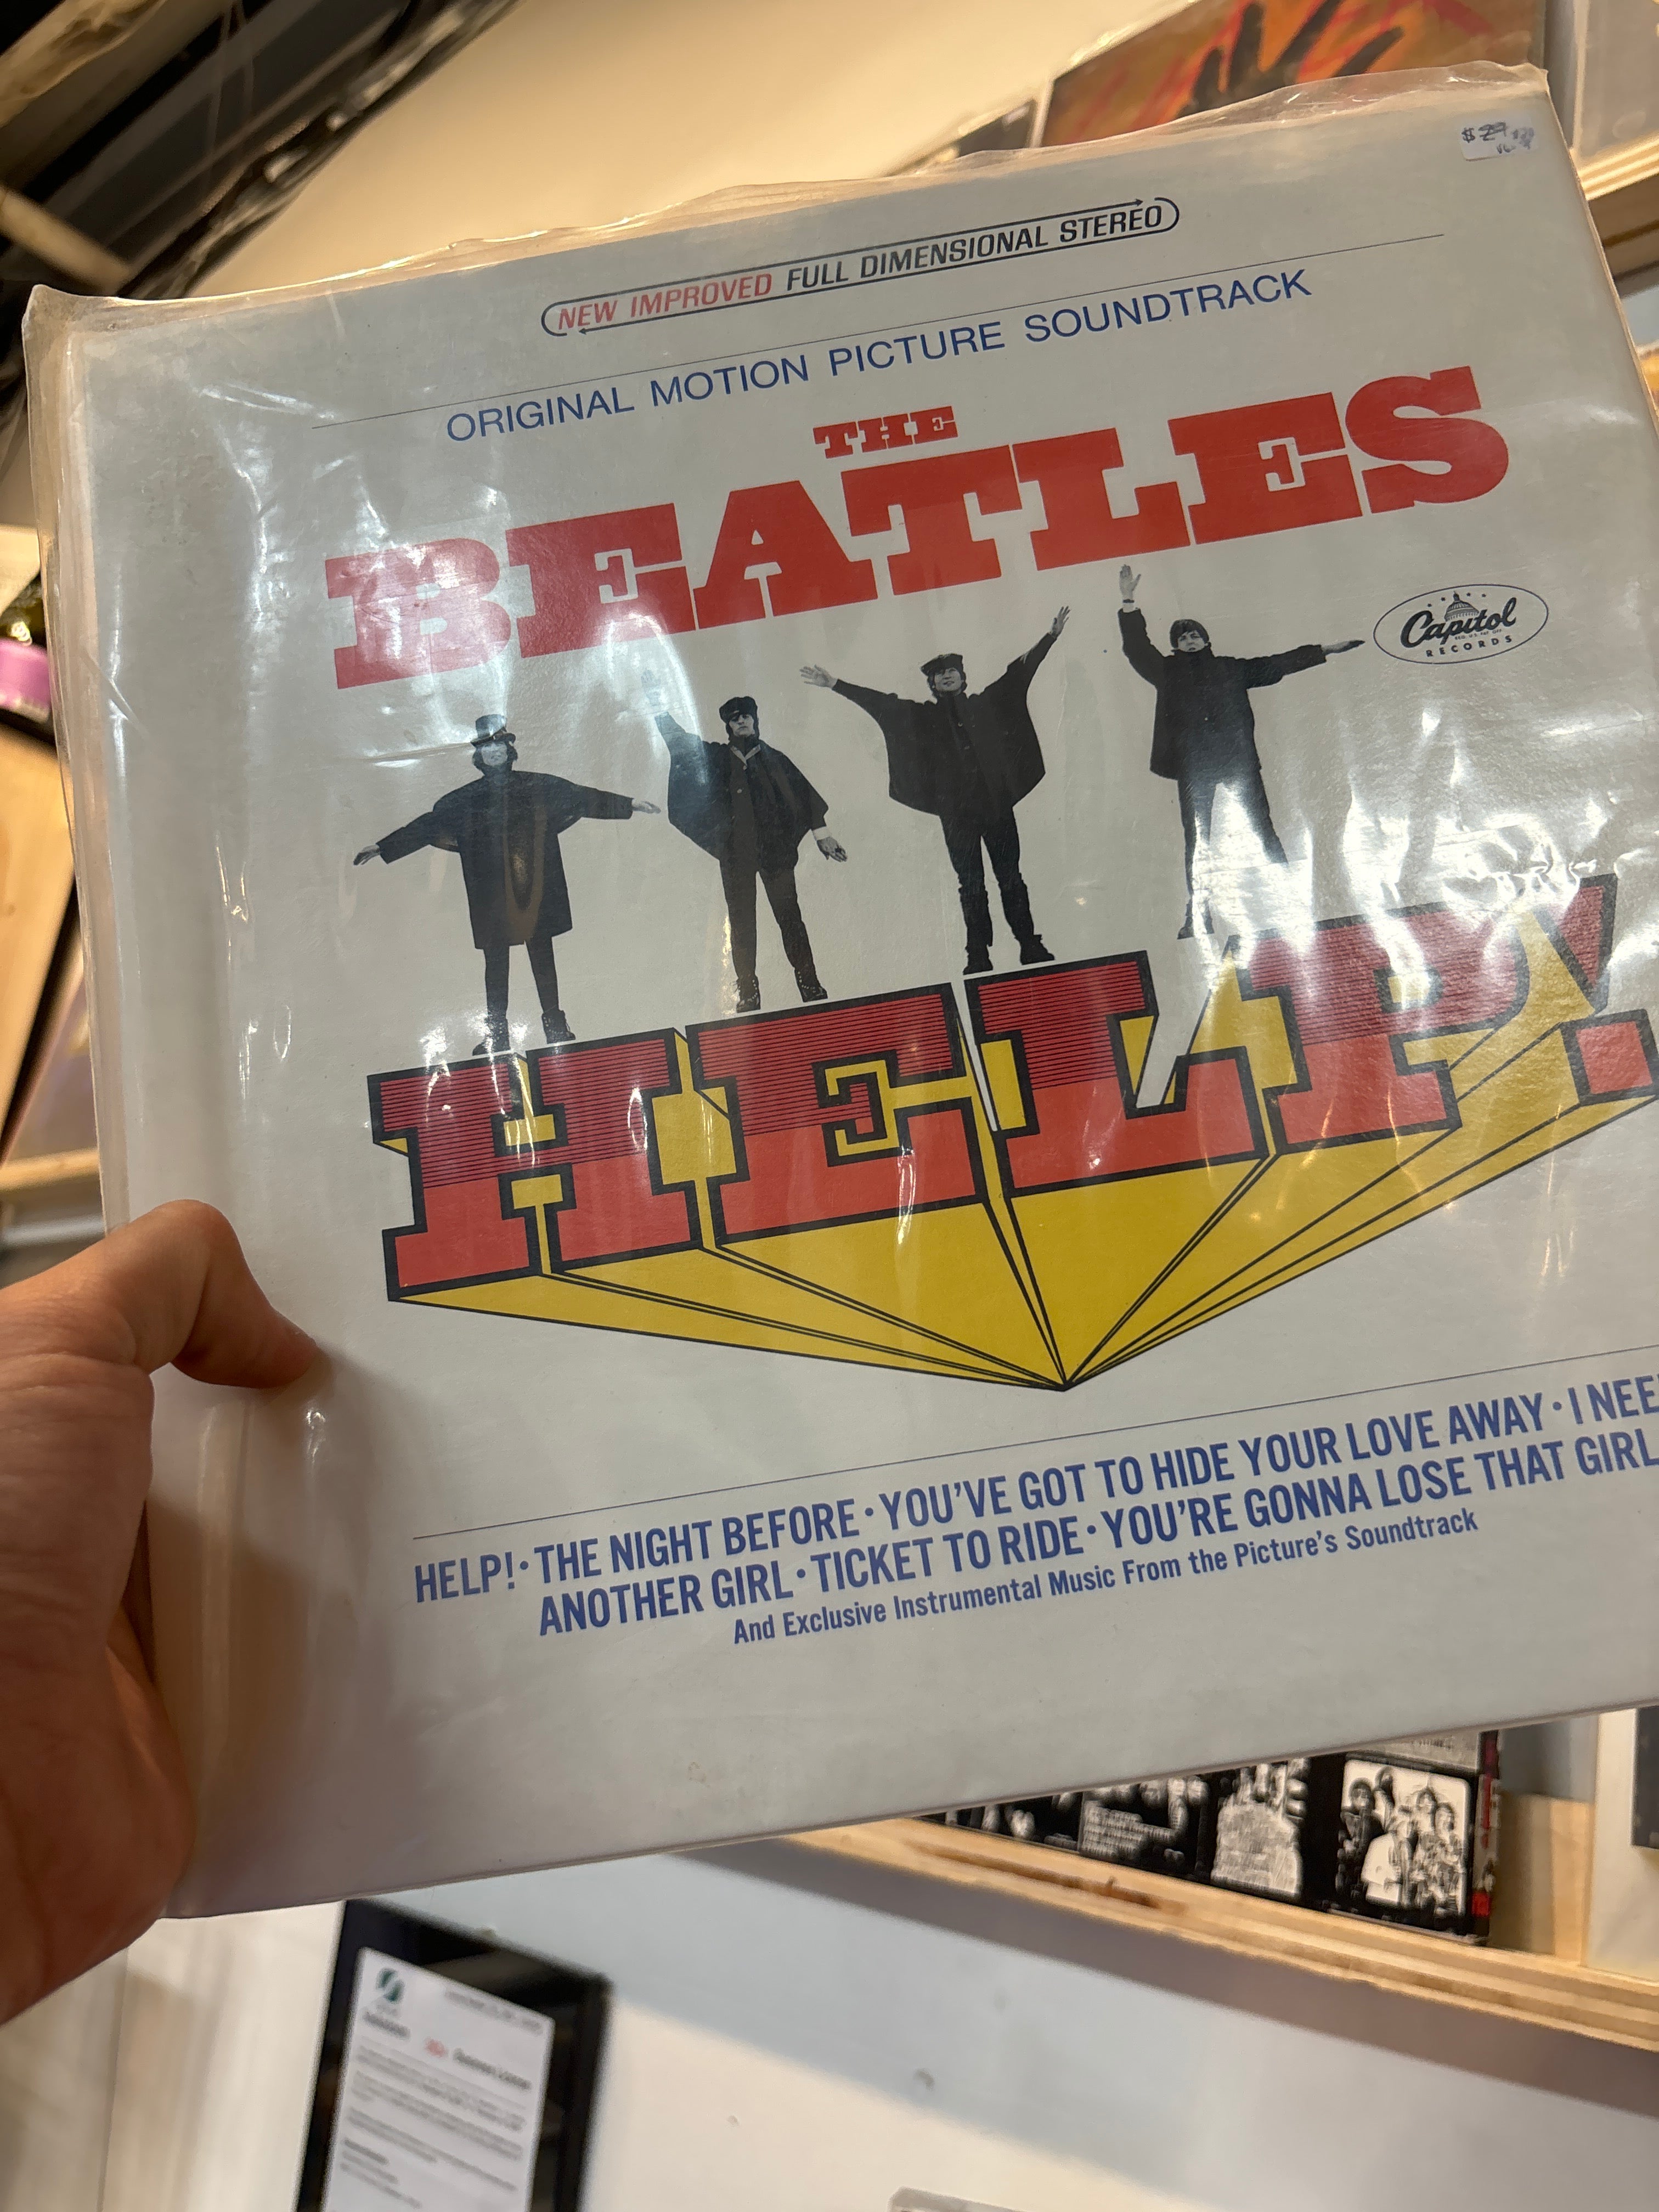 $29
NEW IMPROVED FULL DIMENSIONAL STEREO
ORIGINAL MOTION PICTURE SOUNDTRACK
THE
BEATLES
Capitol
RECORDS
HELP!
HELP! · THE NIGHT BEFORE · YOU'VE GOT TO HIDE YOUR LOVE AWAY · I NEE
ANOTHER GIRL · TICKET TO RIDE · YOU'RE GONNA LOSE THAT GIRL
And Exclusive Instrumental Music From the Picture's Soundtrack